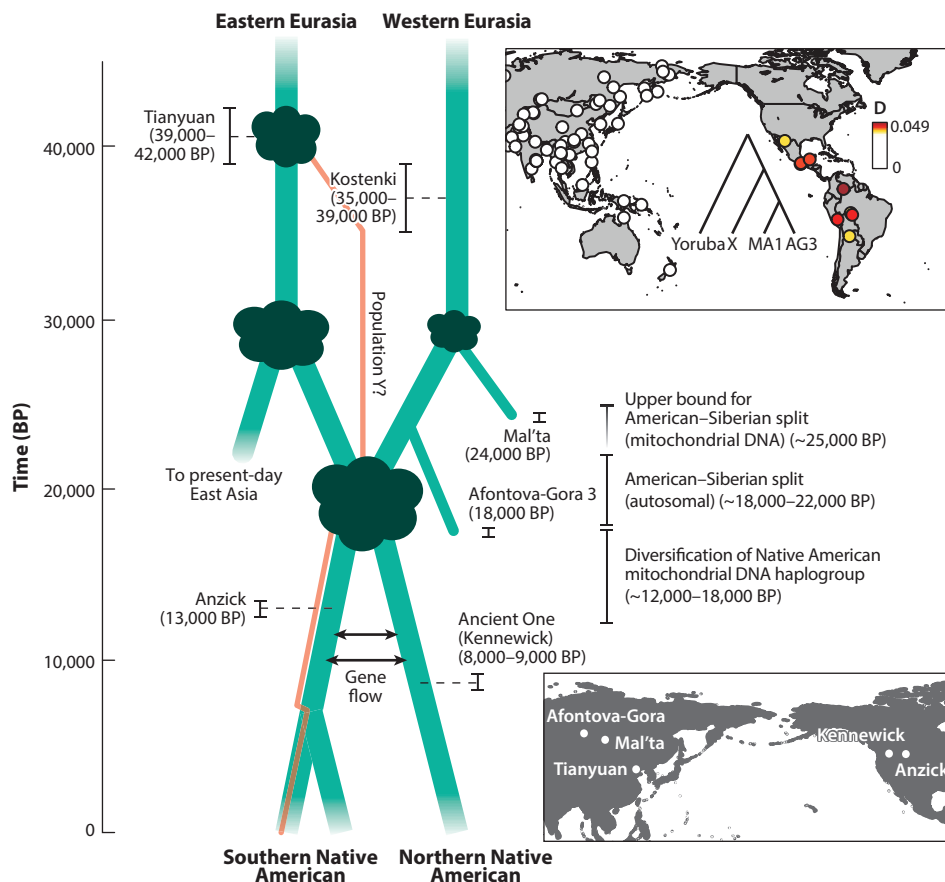 Eastern Eurasia
Western Eurasia
Time (BP)
40,000
30,000
20,000
10,000
0
Tianyuan
(39,000–
42,000 BP)
Kostenki
(35,000–
39,000 BP)
Population Y?
To present-day
East Asia
Mal'ta
(24,000 BP)
Afontova-Gora 3
(18,000 BP)
Anzick
(13,000 BP)
Ancient One
(Kennewick)
(8,000–9,000 BP)
Gene
flow
Southern Native
American
Northern Native
American
D
0.049
0
Yoruba X MA1 AG3
Upper bound for
American–Siberian split
(mitochondrial DNA) (~25,000 BP)
American–Siberian split
(autosomal) (~18,000–22,000 BP)
Diversification of Native American
mitochondrial DNA haplogroup
(~12,000–18,000 BP)
Afontova-Gora
Mal'ta
Tianyuan
Kennewick
Anzick